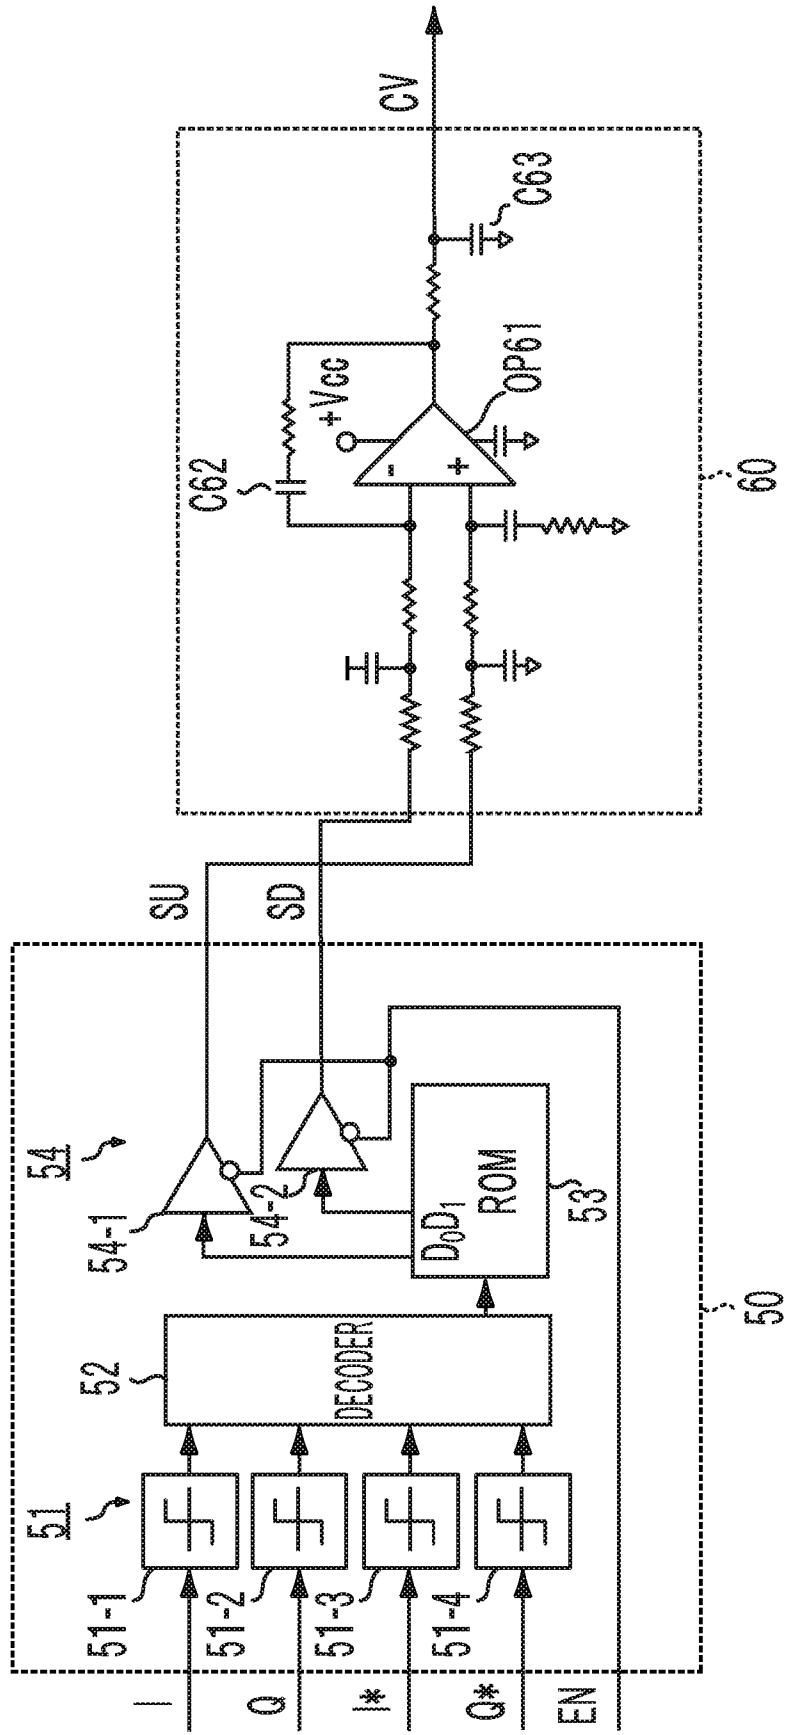 I
Q
I*
Q*
EN
51
51-1
51-2
51-3
51-4
52
DECODER
54
54-1
54-2
D0D1
ROM
53
50
SU
SD
C62
+Vcc
-
+
OP61
C63
60
CV